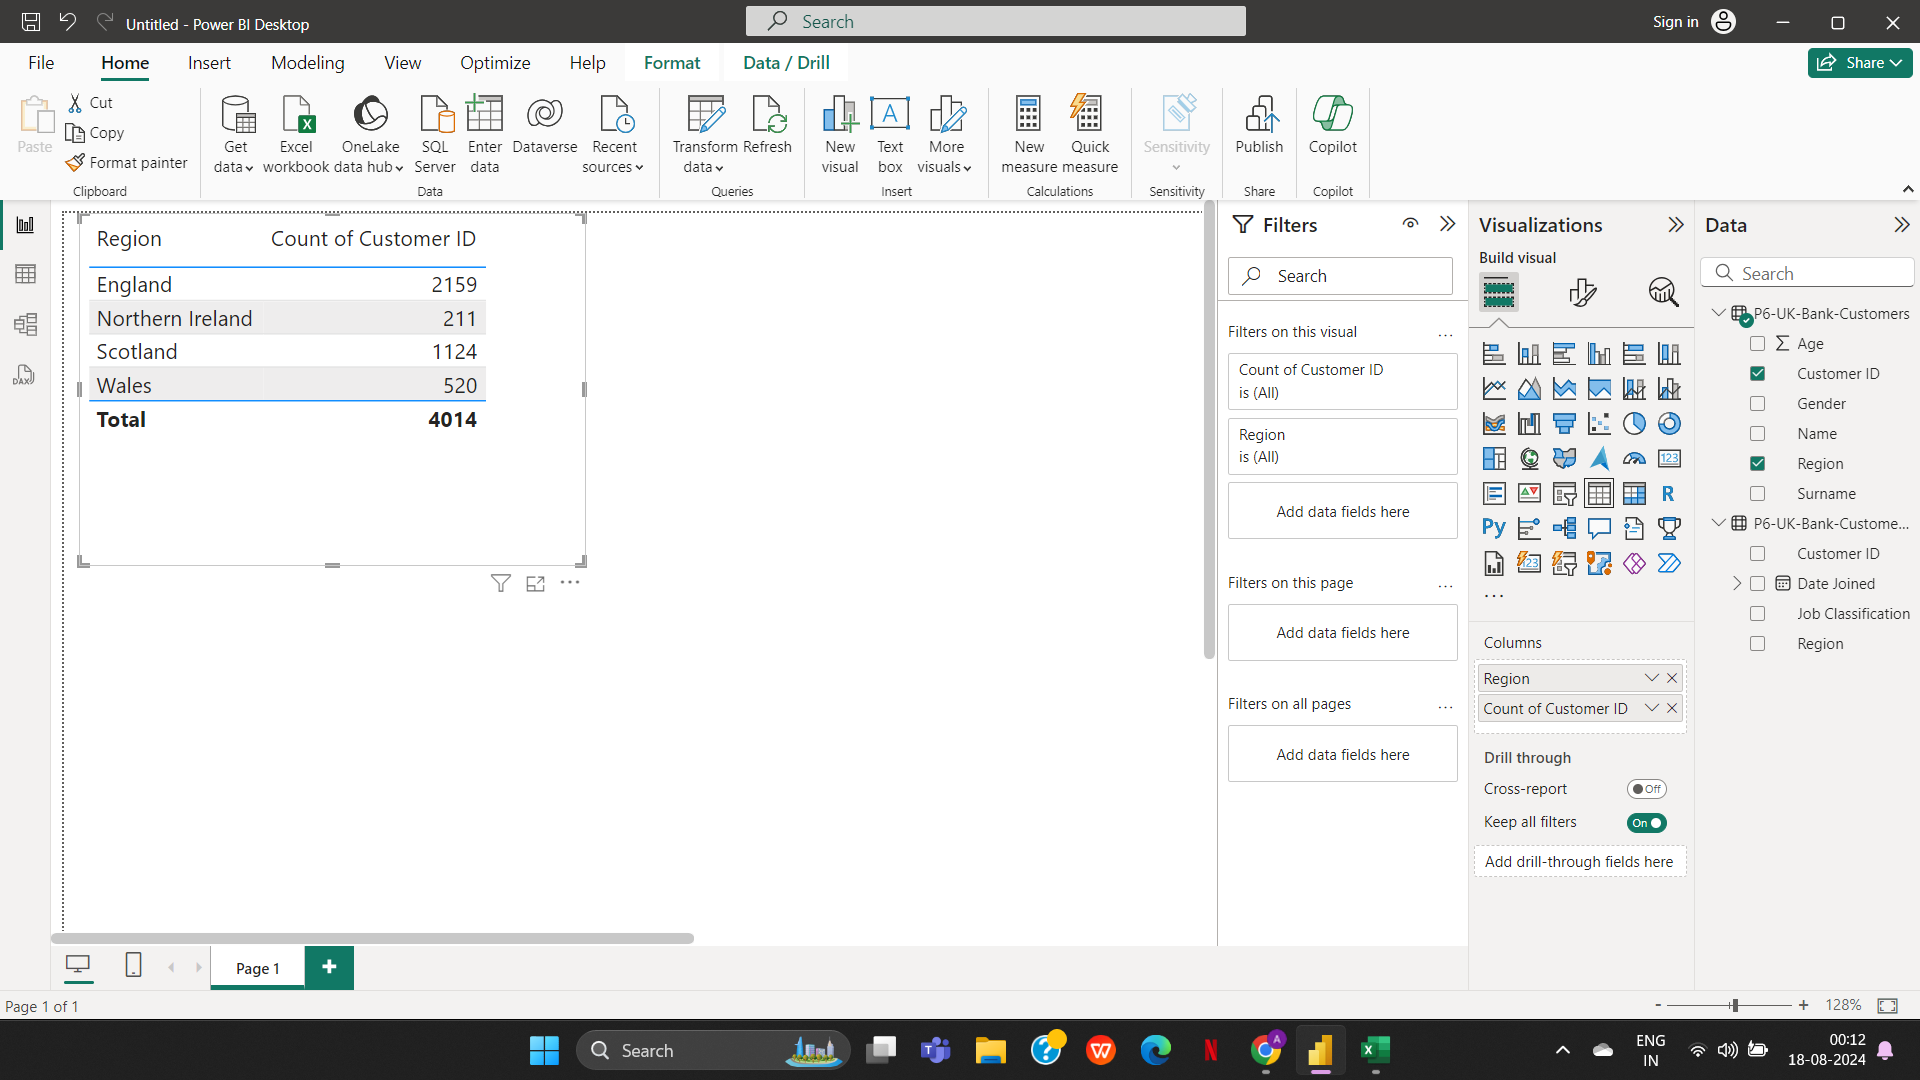 Untitled - Power BI Desktop
Search
Sign in
File
Home
Insert
Modeling
View
Optimize
Help
Format
Data / Drill
Share
Paste
Cut
Copy
Format painter
Clipboard
Get data
Excel workbook
OneLake data hub
SQL Server
Enter data
Dataverse
Recent sources
Data
Transform data
Refresh
Queries
New visual
Text box
More visuals
Insert
New measure
Quick measure
Calculations
Sensitivity
Sensitivity
Publish
Share
Copilot
Copilot
Region Count of Customer ID
England 2159
Northern Ireland 211
Scotland 1124
Wales 520
Total 4014
Filters
Search
Filters on this visual
Count of Customer ID
is (All)
Region
is (All)
Add data fields here
Filters on this page
Add data fields here
Filters on all pages
Add data fields here
Visualizations
Build visual
123
R
Py
123
Columns
Region
Count of Customer ID
Drill through
Cross-report Off
Keep all filters On
Add drill-through fields here
Data
Search
P6-UK-Bank-Customers
Age
Customer ID
Gender
Name
Region
Surname
P6-UK-Bank-Custome...
Customer ID
Date Joined
Job Classification
Region
DAX
Page 1
Page 1 of 1
- + 128%
Search
ENG
IN
00:12
18-08-2024